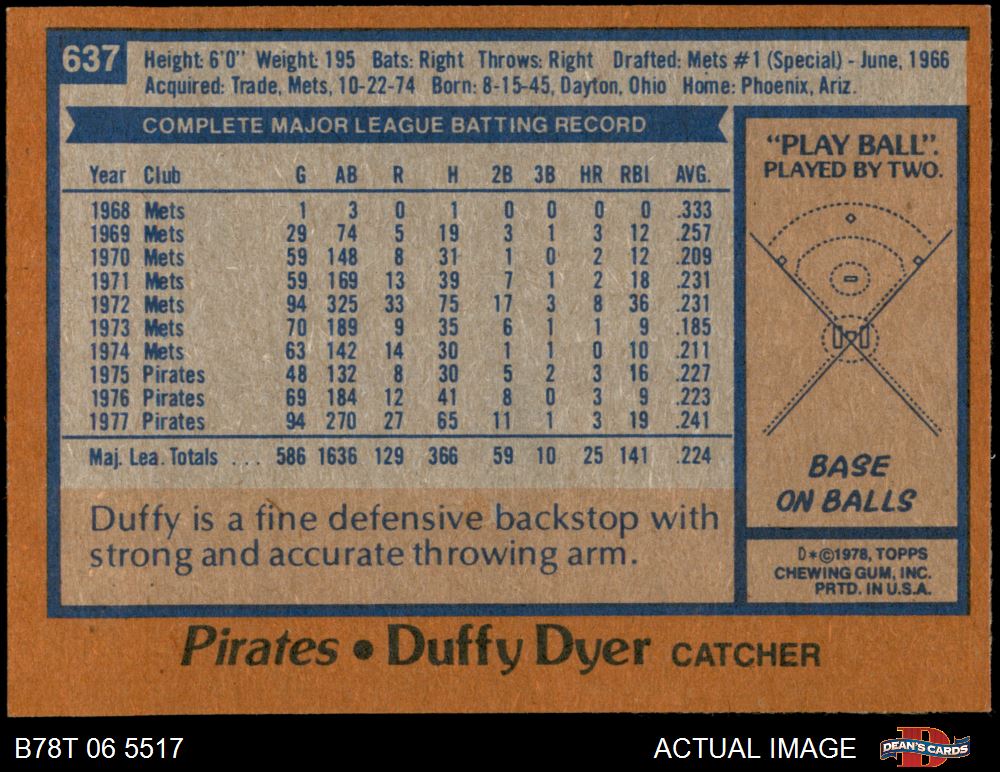 637
Height: 6'0" Weight: 195 Bats: Right Throws: Right Drafted: Mets #1 (Special) - June, 1966
Acquired: Trade, Mets, 10-22-74 Born: 8-15-45, Dayton, Ohio Home: Phoenix, Ariz.
COMPLETE MAJOR LEAGUE BATTING RECORD
Year Club G AB R H 2B 3B HR RBI AVG.
1968 Mets 1 3 0 1 0 0 0 0 .333
1969 Mets 29 74 5 19 3 1 3 12 .257
1970 Mets 59 148 8 31 1 0 2 12 .209
1971 Mets 59 169 13 39 7 1 2 18 .231
1972 Mets 94 325 33 75 17 3 8 36 .231
1973 Mets 70 189 9 35 6 1 1 9 .185
1974 Mets 63 142 14 30 1 1 0 10 .211
1975 Pirates 48 132 8 30 5 2 3 16 .227
1976 Pirates 69 184 12 41 8 0 3 9 .223
1977 Pirates 94 270 27 65 11 1 3 19 .241
Maj. Lea. Totals ... 586 1636 129 366 59 10 25 141 .224
Duffy is a fine defensive backstop with
strong and accurate throwing arm.
"PLAY BALL".
PLAYED BY TWO.
BASE
ON BALLS
D*©1978, TOPPS
CHEWING GUM, INC.
PRTD. IN U.S.A.
Pirates • Duffy Dyer CATCHER
B78T 06 5517
ACTUAL IMAGE
D
DEAN'S CARDS